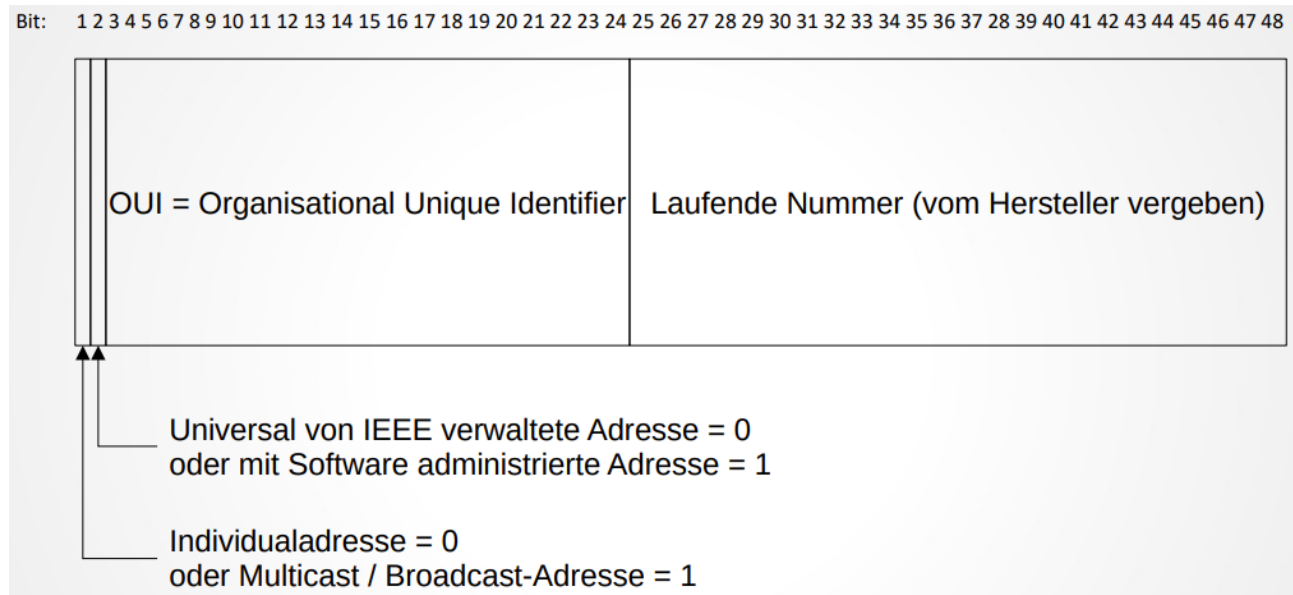 Bit: 1 2 3 4 5 6 7 8 9 10 11 12 13 14 15 16 17 18 19 20 21 22 23 24 25 26 27 28 29 30 31 32 33 34 35 36 37 28 39 40 41 42 43 44 45 46 47 48
OUI = Organisational Unique Identifier Laufende Nummer (vom Hersteller vergeben)
Universal von IEEE verwaltete Adresse = 0
oder mit Software administrierte Adresse = 1
Individualadresse = 0
oder Multicast / Broadcast-Adresse = 1